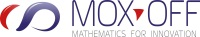 MOX OFF
MATHEMATICS FOR INNOVATION